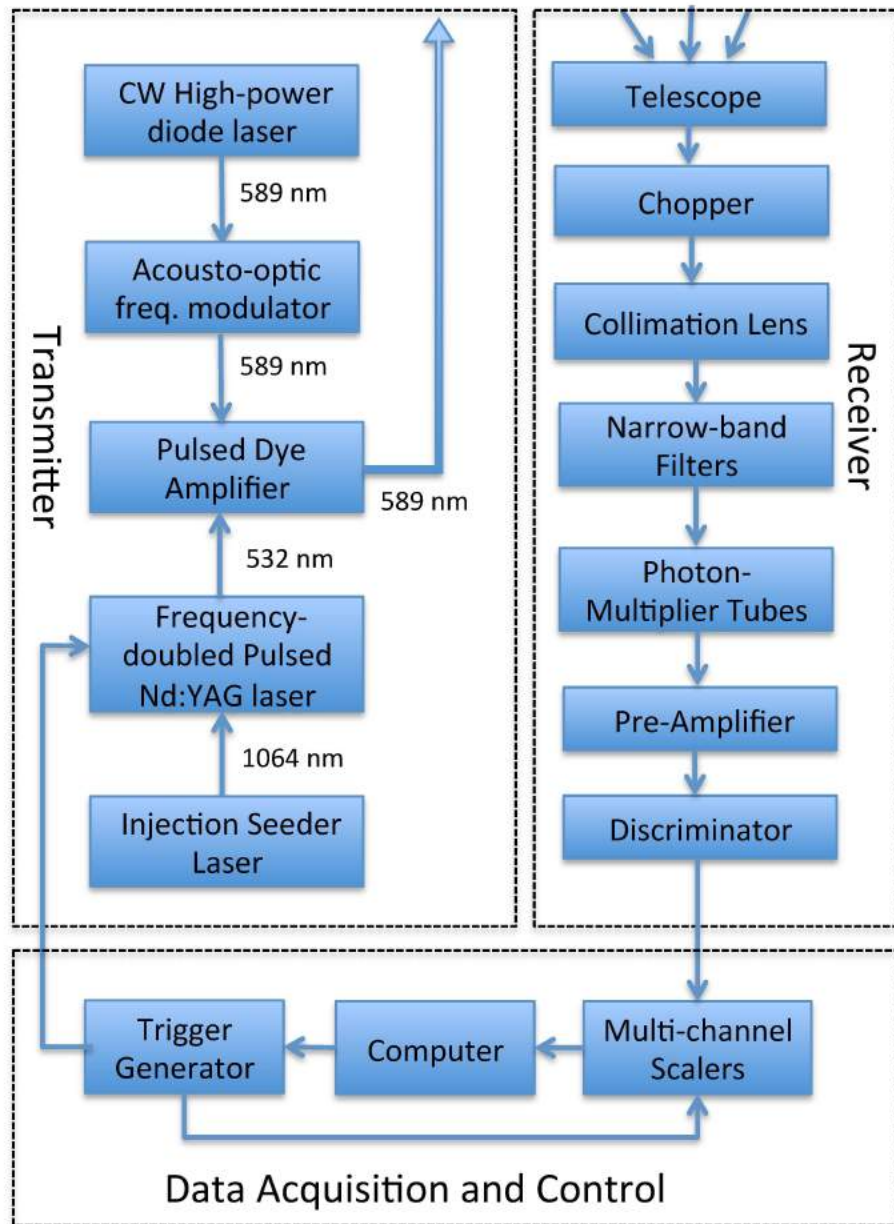 CW High-power
diode laser
589 nm
Acousto-optic
freq. modulator
589 nm
Pulsed Dye
Amplifier
589 nm
532 nm
Frequency-
doubled Pulsed
Nd:YAG laser
1064 nm
Injection Seeder
Laser
Transmitter
Telescope
Chopper
Collimation Lens
Narrow-band
Filters
Photon-
Multiplier Tubes
Pre-Amplifier
Discriminator
Receiver
Trigger
Generator
Computer
Multi-channel
Scalers
Data Acquisition and Control